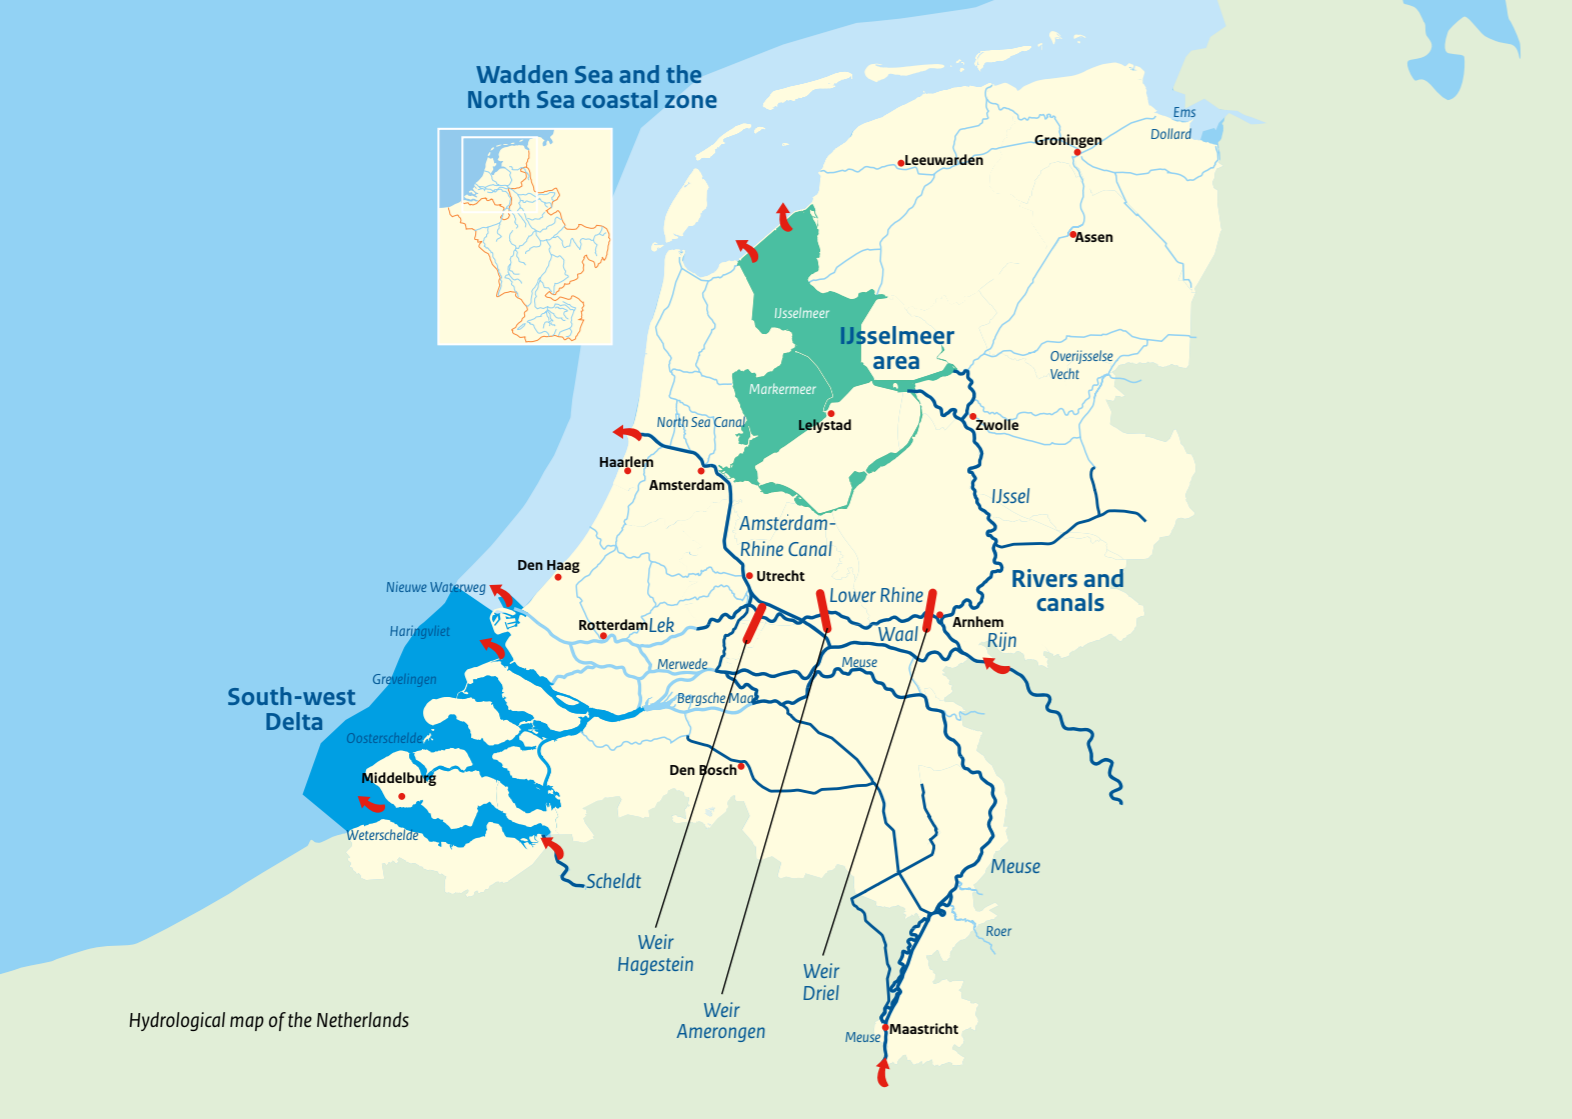 Wadden Sea and the
North Sea coastal zone
Ems
Dollard
Groningen
Leeuwarden
Assen
IJsselmeer
IJsselmeer
area
Overijsselse
Vecht
Markermeer
Lelystad
North Sea Canal
Zwolle
Haarlem
Amsterdam
IJssel
Amsterdam-
Rhine Canal
Den Haag
Utrecht
Rivers and
canals
Nieuwe Waterweg
Lower Rhine
Rotterdam
Lek
Arnhem
Haringvliet
Waal
Rijn
Merwede
Meuse
Grevelingen
South-west
Delta
Bergsche Maas
Oosterschelde
Middelburg
Den Bosch
Weterschelde
Scheldt
Meuse
Roer
Weir
Hagestein
Weir
Driel
Weir
Amerongen
Hydrological map of the Netherlands
Maastricht
Meuse